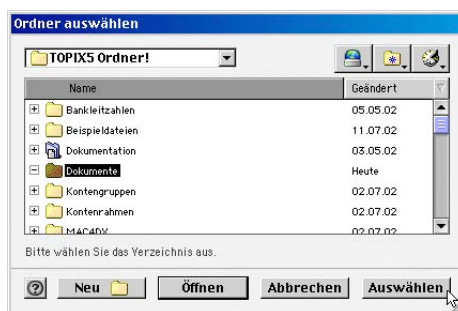 Ordner auswählen
TOPIX5 Ordner!
Name Geändert
Bankleitzahlen 05.05.02
Beispieldateien 11.07.02
Dokumentation 03.05.02
Dokumente Heute
Kontengruppen 02.07.02
Kontenrahmen 02.07.02
MAC4DX 02.07.02
Bitte wählen Sie das Verzeichnis aus.
Neu Öffnen Abbrechen Auswählen